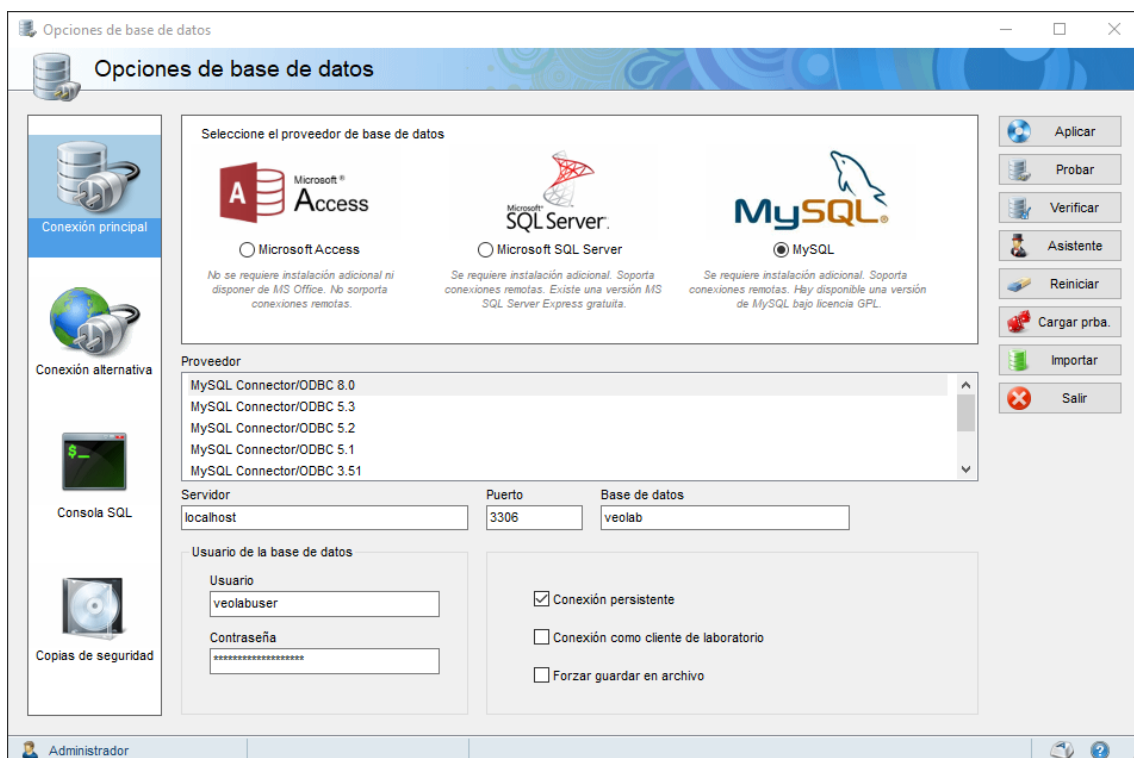 Opciones de base de datos
Opciones de base de datos
Conexión principal
Conexión alternativa
$_
Consola SQL
Copias de seguridad
Seleccione el proveedor de base de datos
A
Microsoft®
Access
Microsoft®
SQL Server®
MySQL®
Microsoft Access
Microsoft SQL Server
MySQL
No se requiere instalación adicional ni
disponer de MS Office. No sorporta
conexiones remotas.
Se requiere instalación adicional. Soporta
conexiones remotas. Existe una versión MS
SQL Server Express gratuita.
Se requiere instalación adicional. Soporta
conexiones remotas. Hay disponible una versión
de MySQL bajo licencia GPL.
Proveedor
MySQL Connector/ODBC 8.0
MySQL Connector/ODBC 5.3
MySQL Connector/ODBC 5.2
MySQL Connector/ODBC 5.1
MySQL Connector/ODBC 3.51
Servidor
localhost
Puerto
3306
Base de datos
veolab
Usuario de la base de datos
Usuario
veolabuser
Contraseña
*******************
Conexión persistente
Conexión como cliente de laboratorio
Forzar guardar en archivo
Aplicar
Probar
Verificar
Asistente
Reiniciar
Cargar prba.
Importar
Salir
Administrador
?